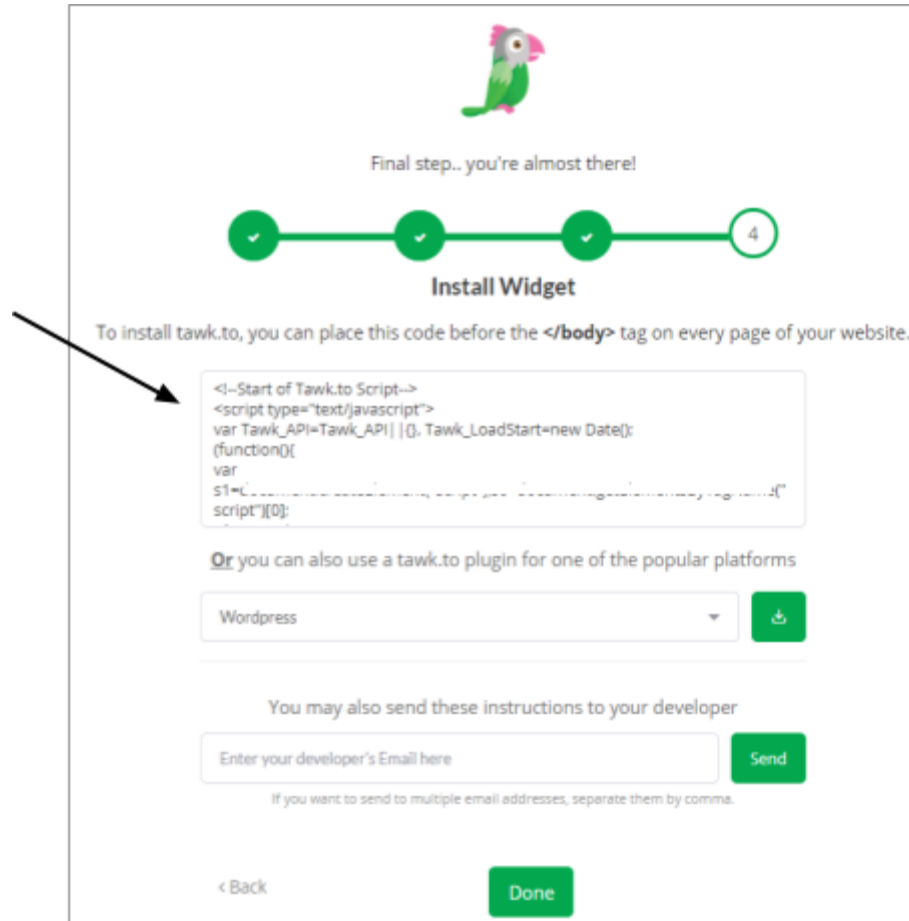 Final step.. you're almost there!
4
Install Widget
To install tawk.to, you can place this code before the </body> tag on every page of your website.
<!--Start of Tawk.to Script-->
<script type="text/javascript">
var Tawk_API=Tawk_API||{}, Tawk_LoadStart=new Date();
(function(){
var
s1=
script")[0];
Or you can also use a tawk.to plugin for one of the popular platforms
Wordpress
You may also send these instructions to your developer
Enter your developer's Email here
Send
If you want to send to multiple email addresses, separate them by comma.
< Back
Done